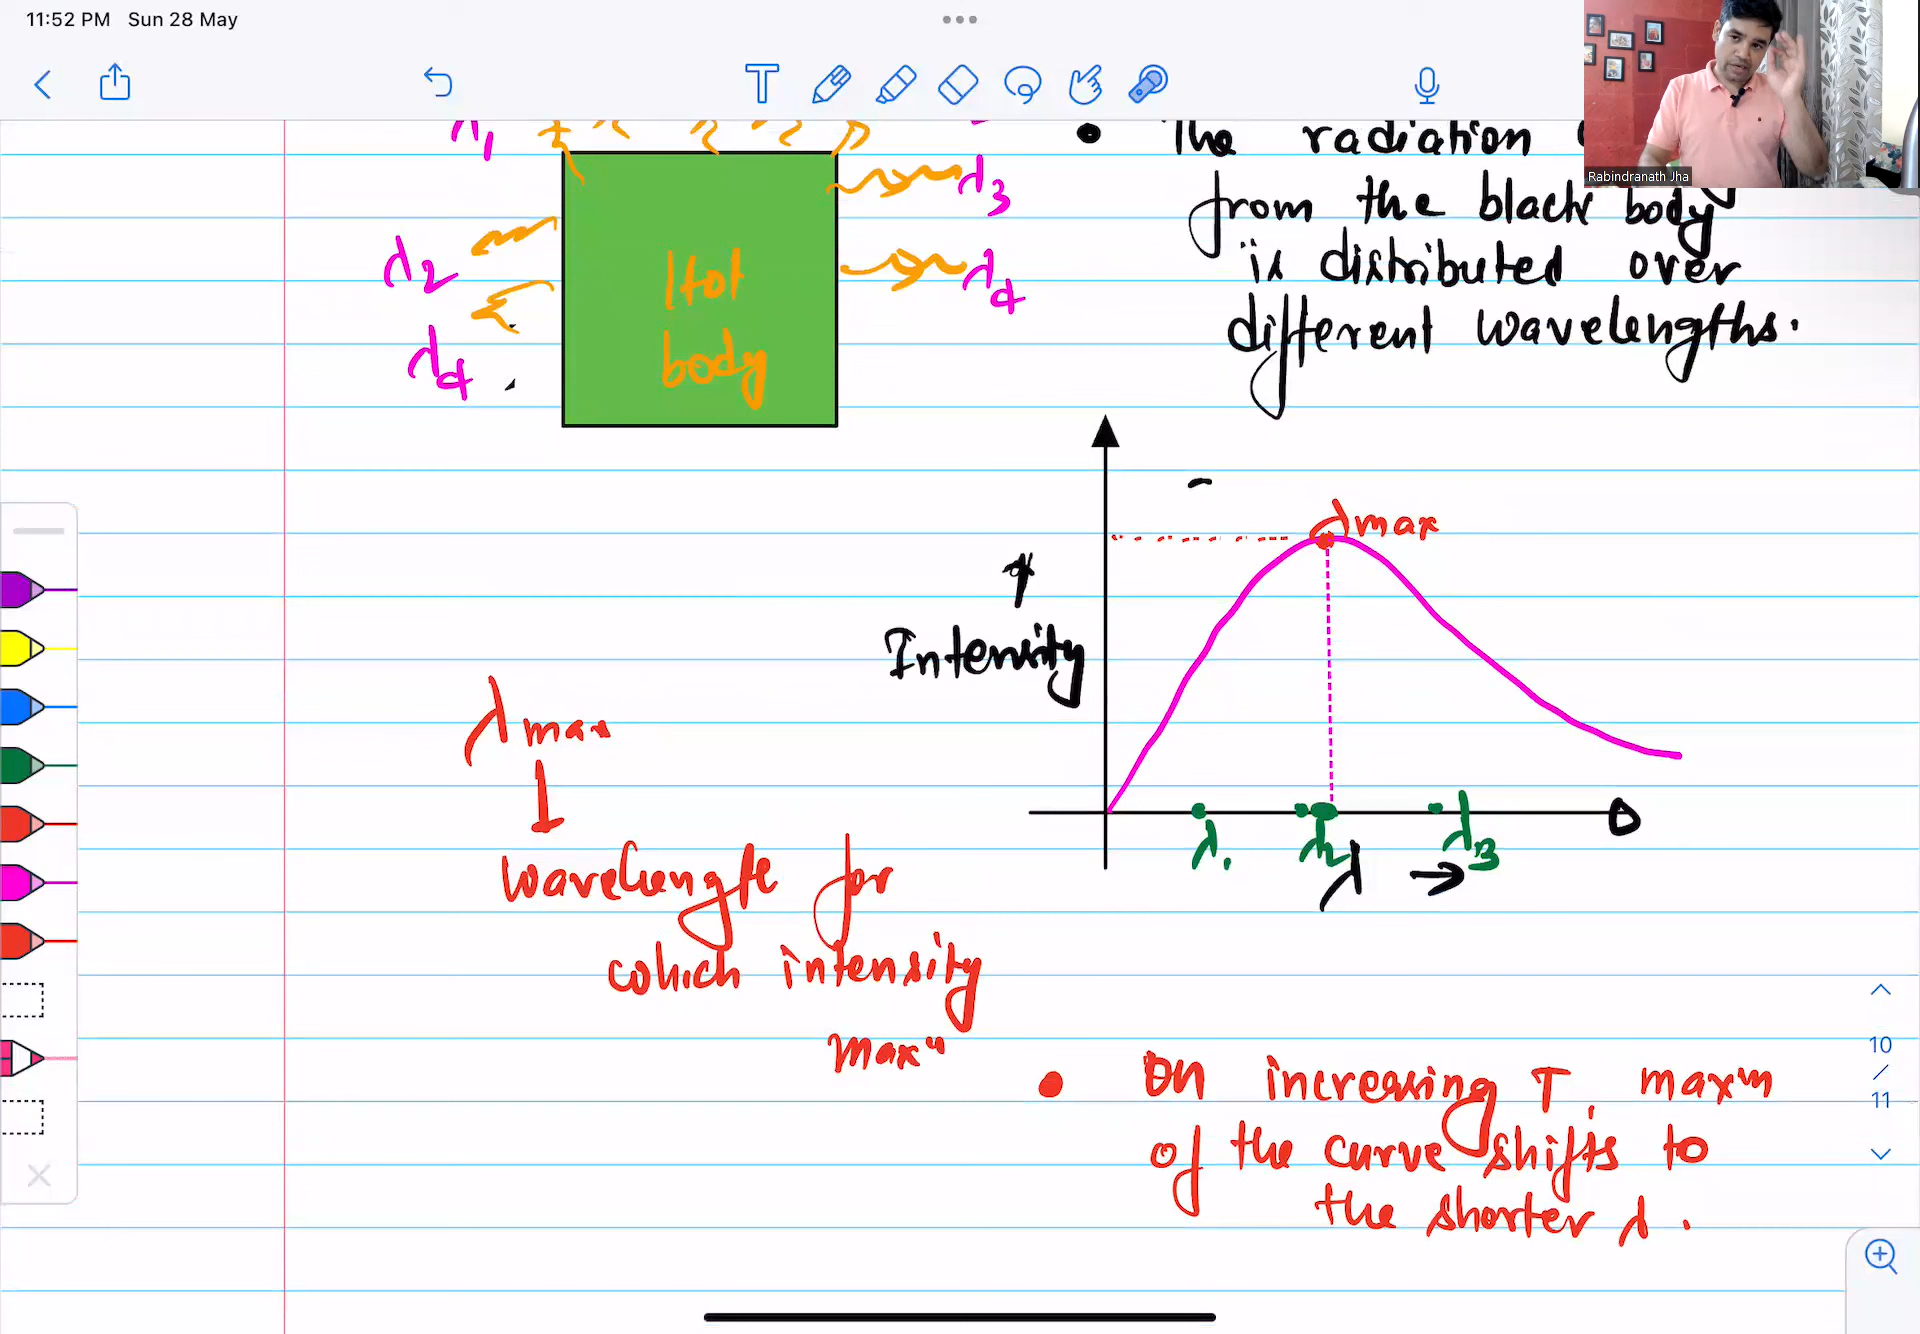 11:52 PM Sun 28 May
T
Rabindranath Jha
λ1
The radiation
λ3
from the black body
λ2
is distributed over
Hot
λ4
different wavelengths.
body
λ4
λmax
Intensity
λmax
λ1
λ2
λ3
λ →
wavelength for
which intensity
maxm
10
/
11
On increasing T, maxm
of the curve shifts to
the shorter λ.